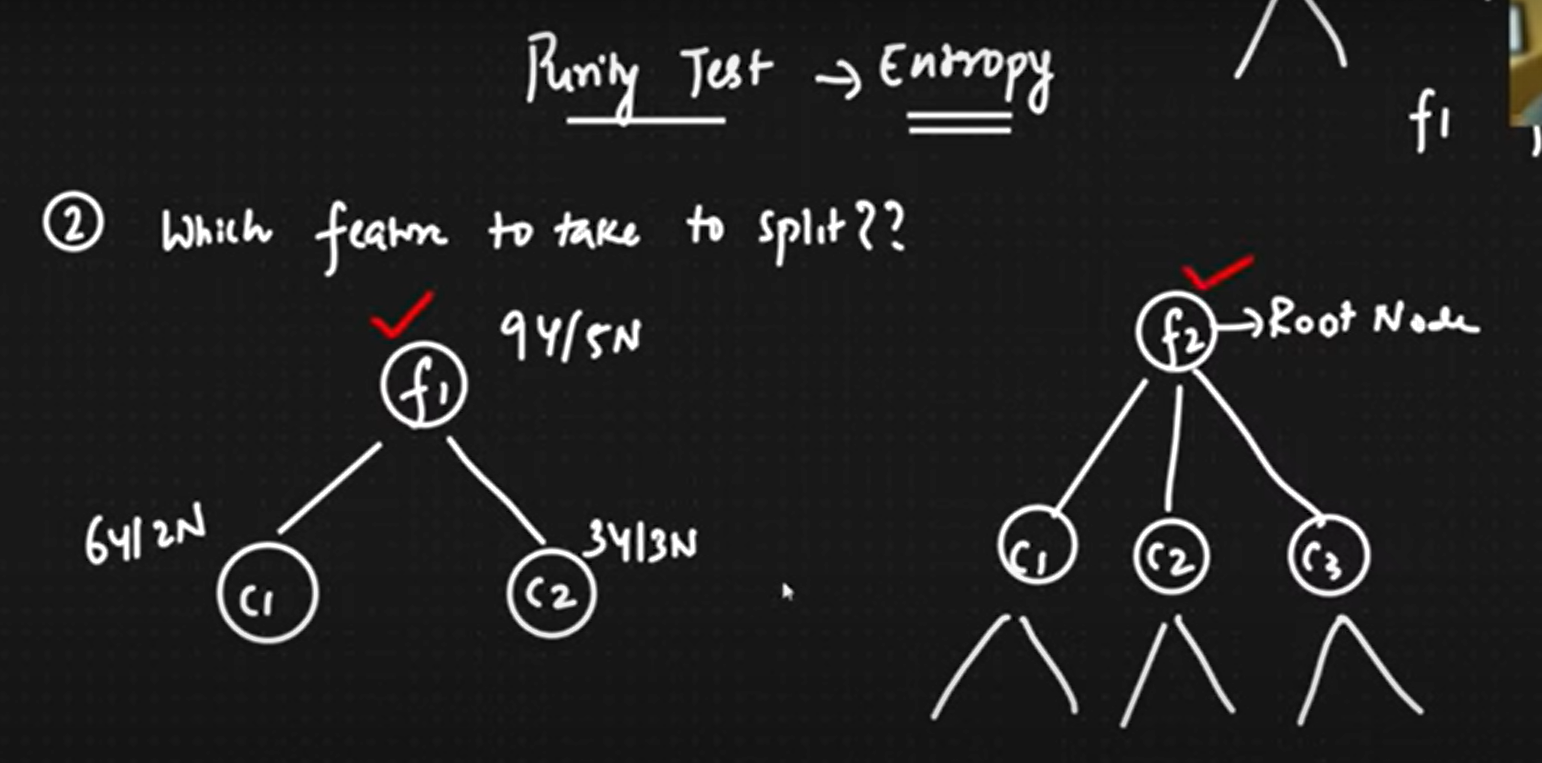 Purity Test → Entropy
f1
② Which feature to take to split??
f1 9Y/5N
6Y/2N C1
C2 3Y/3N
f2 → Root Node
C1 C2 C3